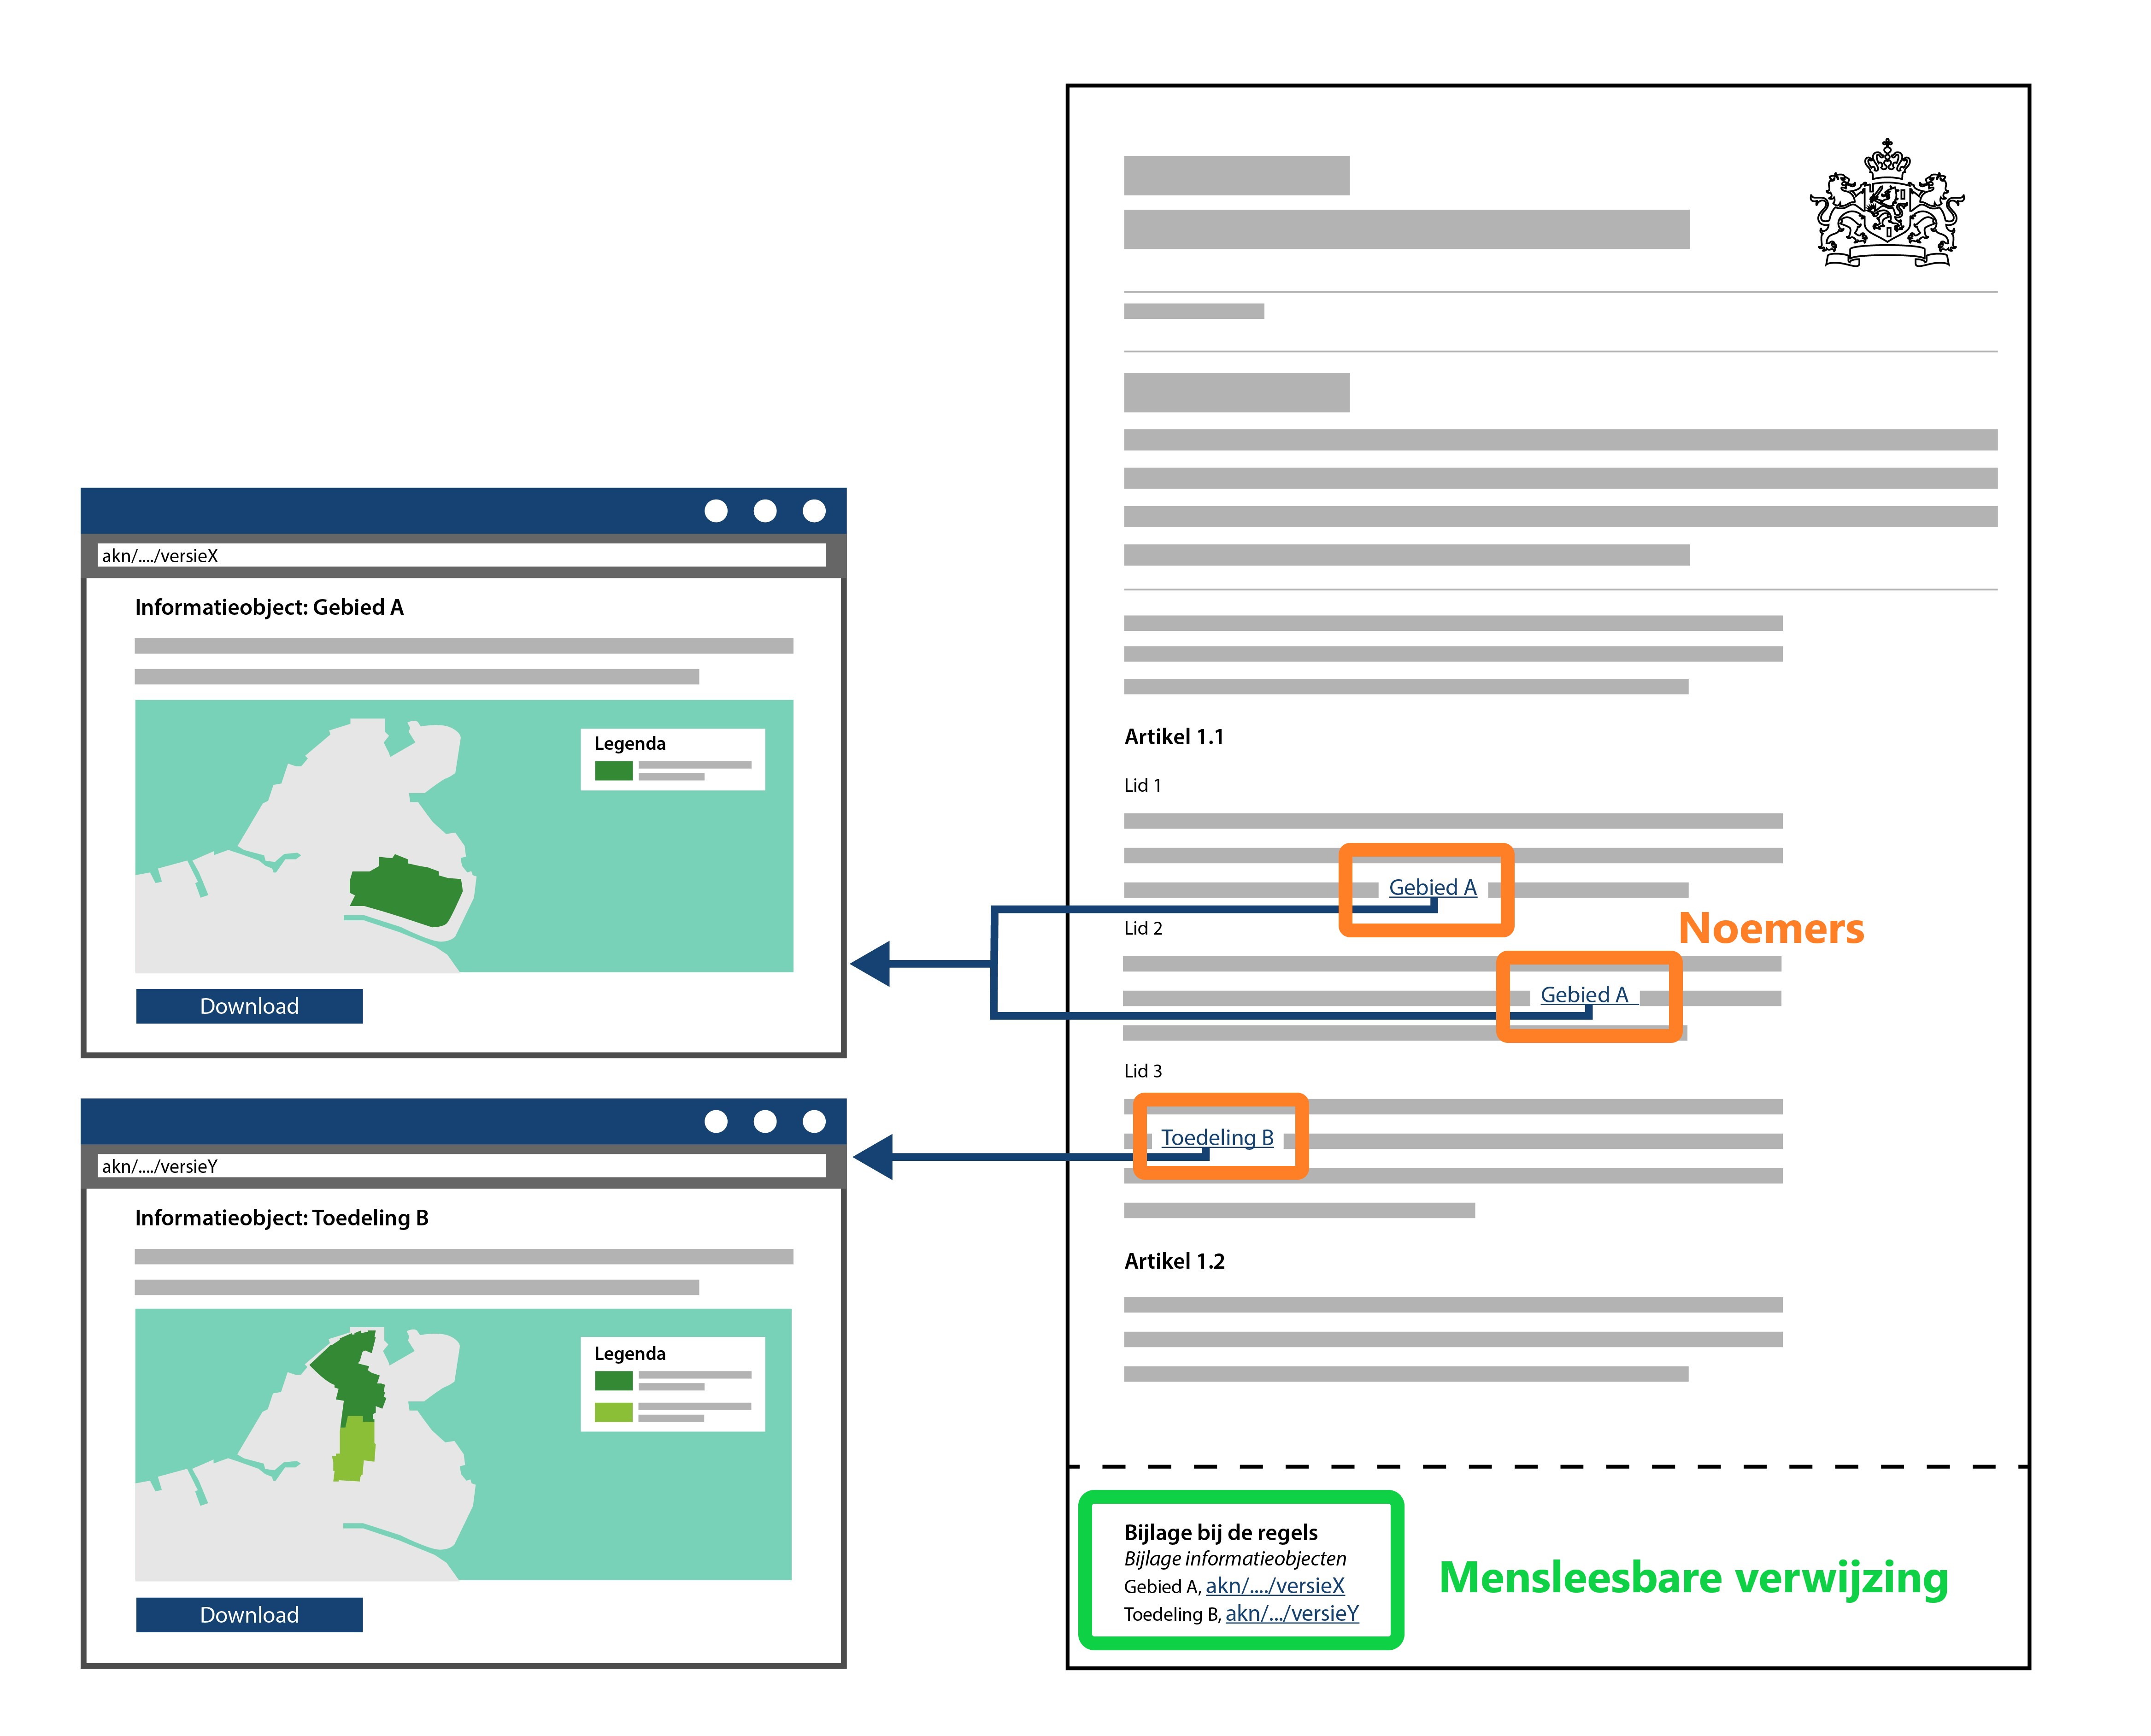 akn/..../versieX
Informatieobject: Gebied A
Legenda
Download
akn/..../versieY
Informatieobject: Toedeling B
Legenda
Download
Artikel 1.1
Lid 1
Gebied A
Lid 2
Noemers
Gebied A
Lid 3
Toedeling B
Artikel 1.2
Bijlage bij de regels
Bijlage informatieobjecten
Gebied A, akn/..../versieX
Toedeling B, akn/.../versieY
Mensleesbare verwijzing